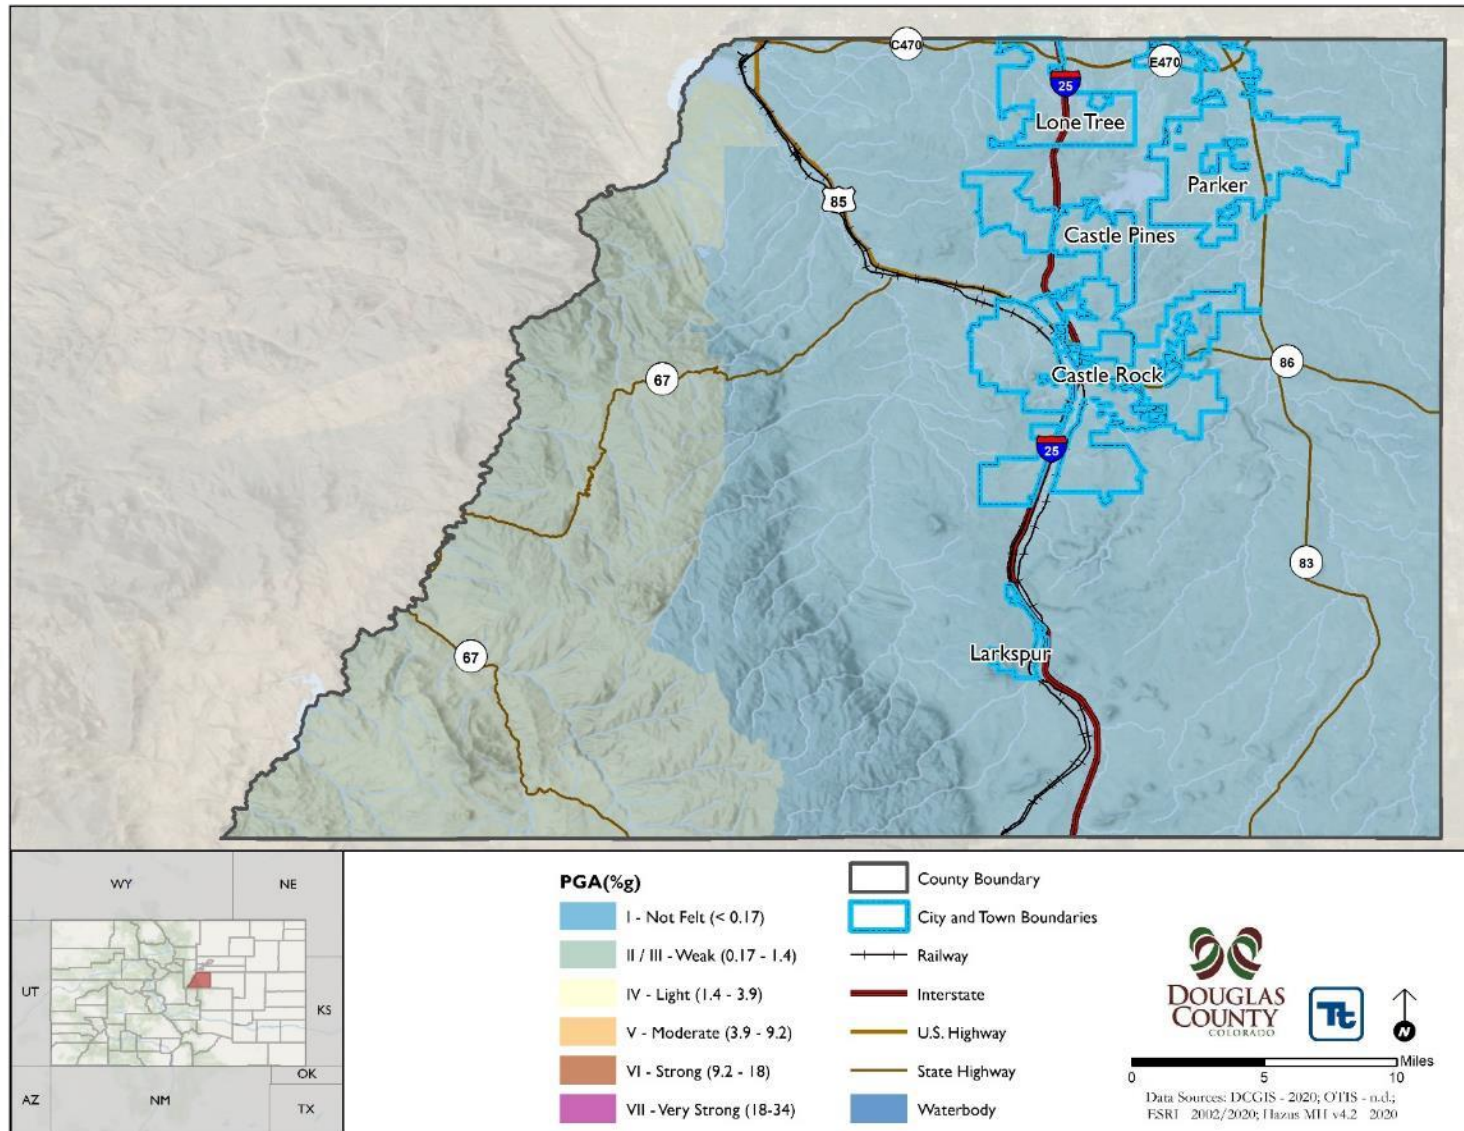 C470
E470
25
Lone Tree
85
Parker
Castle Pines
67
86
Castle Rock
25
83
67
Larkspur
WY
NE
UT
KS
OK
AZ
NM
TX
PGA(%g)
I - Not Felt (< 0.17)
II / III - Weak (0.17 - 1.4)
IV - Light (1.4 - 3.9)
V - Moderate (3.9 - 9.2)
VI - Strong (9.2 - 18)
VII - Very Strong (18-34)
County Boundary
City and Town Boundaries
Railway
Interstate
U.S. Highway
State Highway
Waterbody
DOUGLAS
COUNTY
COLORADO
Tt
N
Miles
0 5 10
Data Sources: DCGIS - 2020; OTIS - n.d.;
ESRI - 2002/2020; Hazus MH v4.2 - 2020